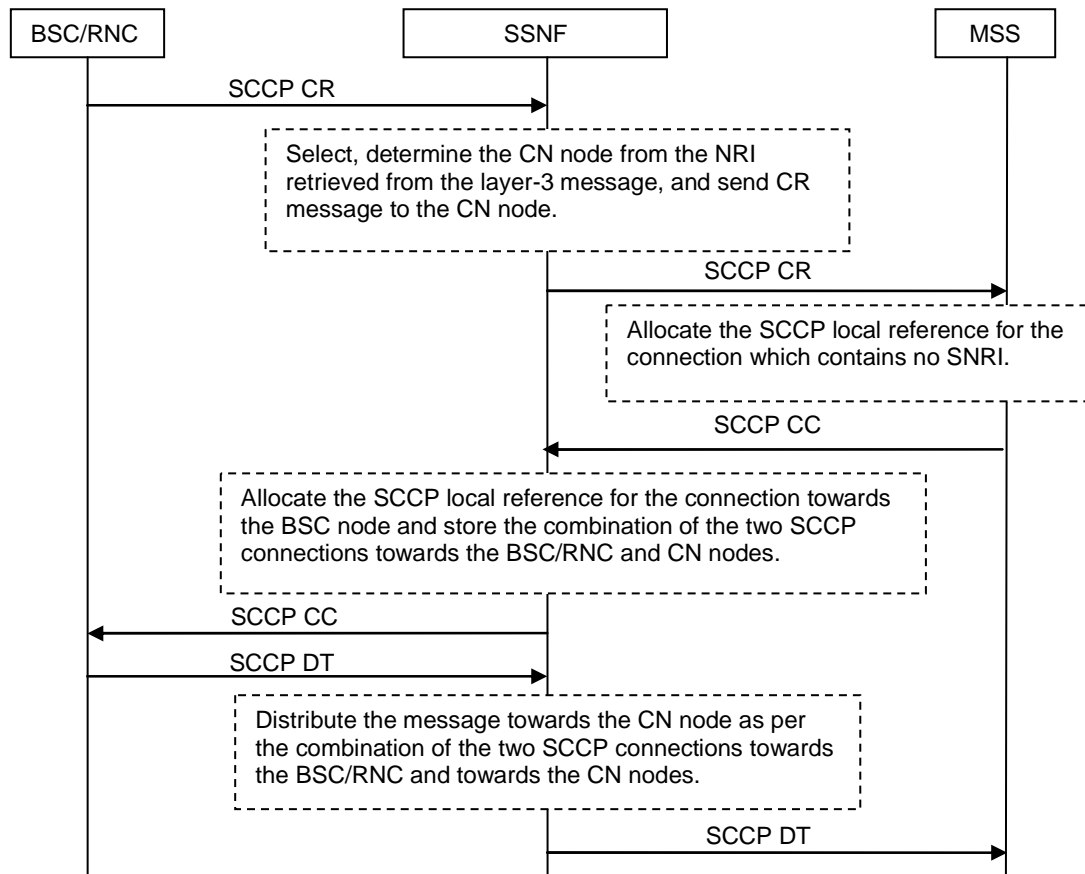 BSC/RNC
SSNF
MSS
SCCP CR
Select, determine the CN node from the NRI
retrieved from the layer-3 message, and send CR
message to the CN node.
SCCP CR
Allocate the SCCP local reference for the
connection which contains no SNRI.
SCCP CC
Allocate the SCCP local reference for the connection towards
the BSC node and store the combination of the two SCCP
connections towards the BSC/RNC and CN nodes.
SCCP CC
SCCP DT
Distribute the message towards the CN node as per
the combination of the two SCCP connections towards
the BSC/RNC and towards the CN nodes.
SCCP DT